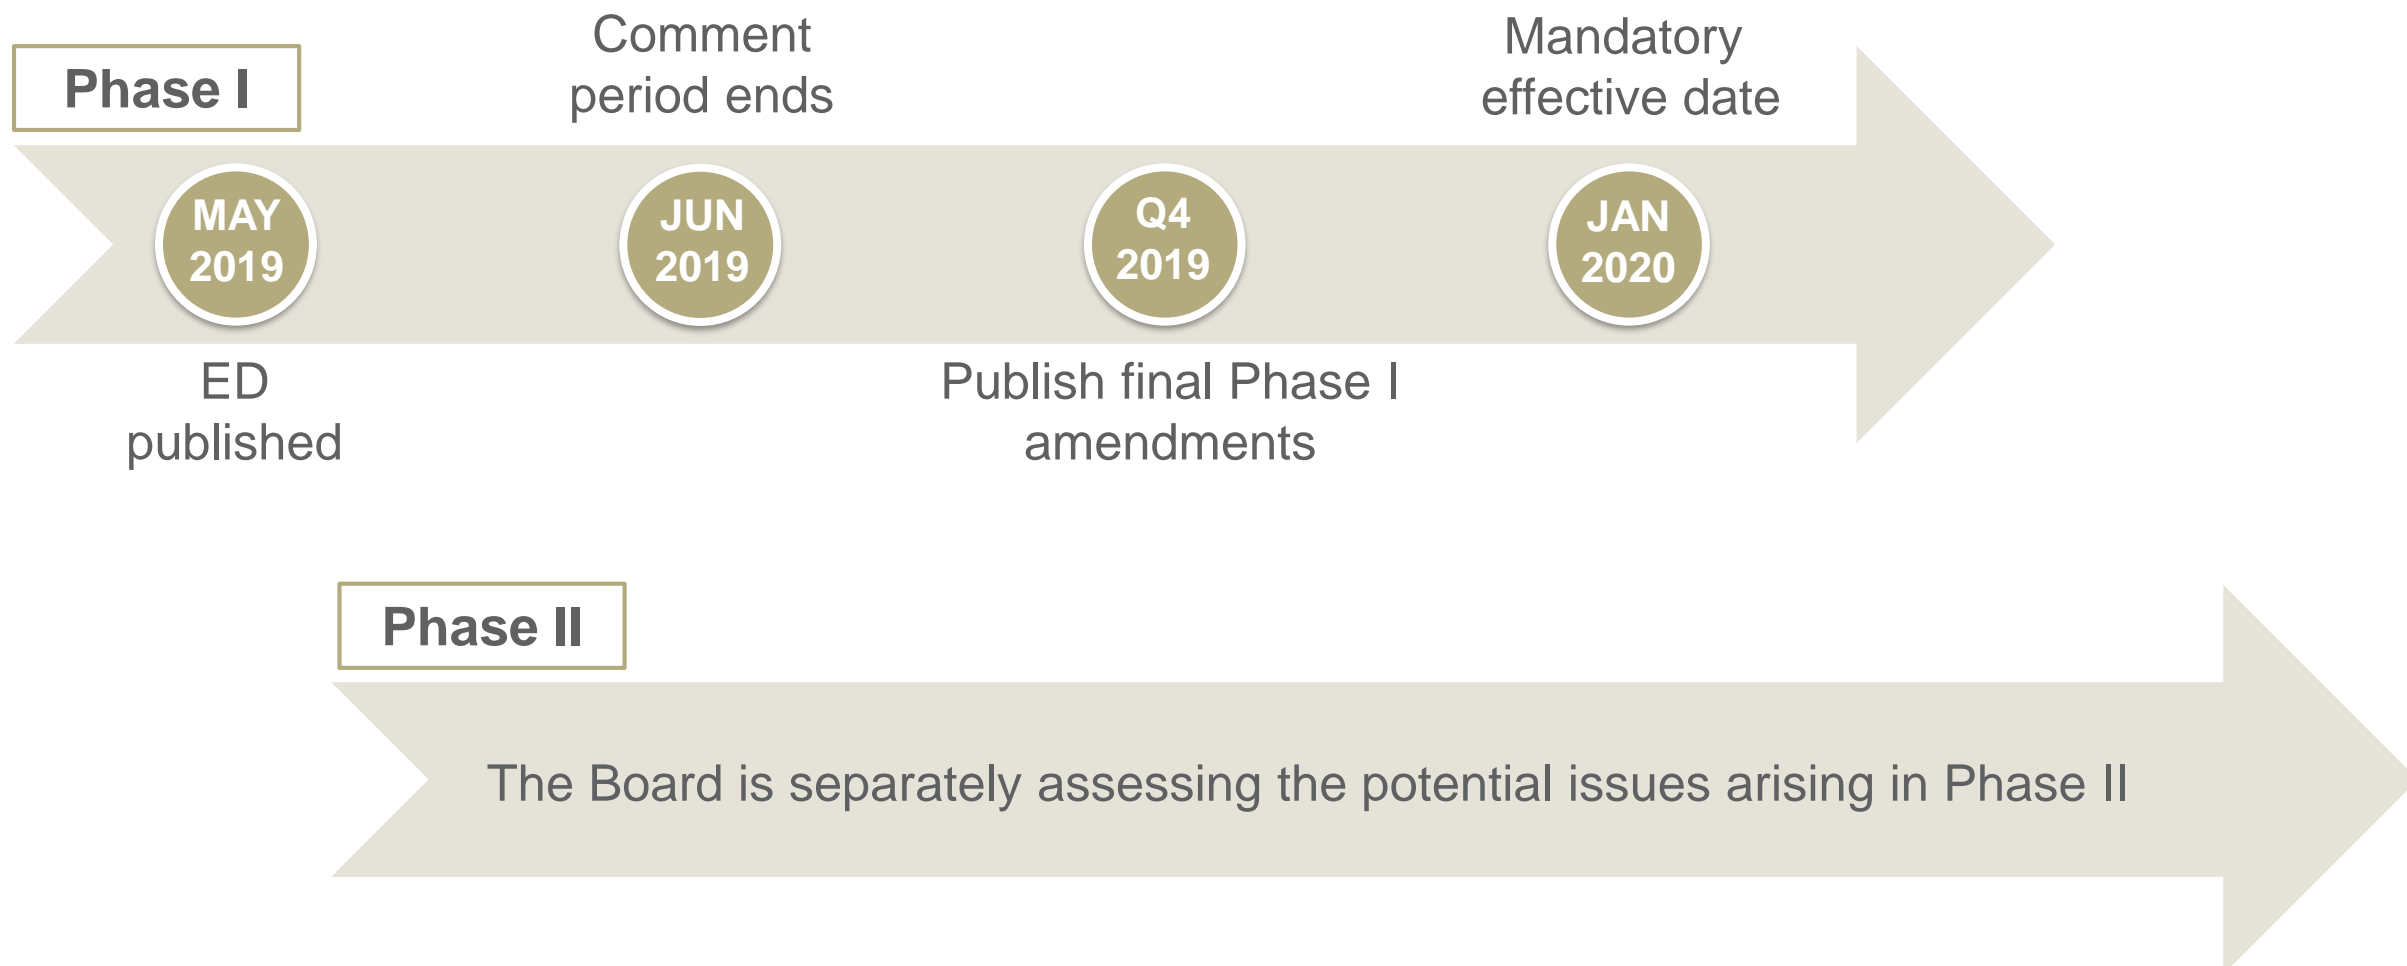 Phase I
Comment
period ends
Mandatory
effective date
MAY
2019
JUN
2019
Q4
2019
JAN
2020
ED
published
Publish final Phase I
amendments
Phase II
The Board is separately assessing the potential issues arising in Phase II